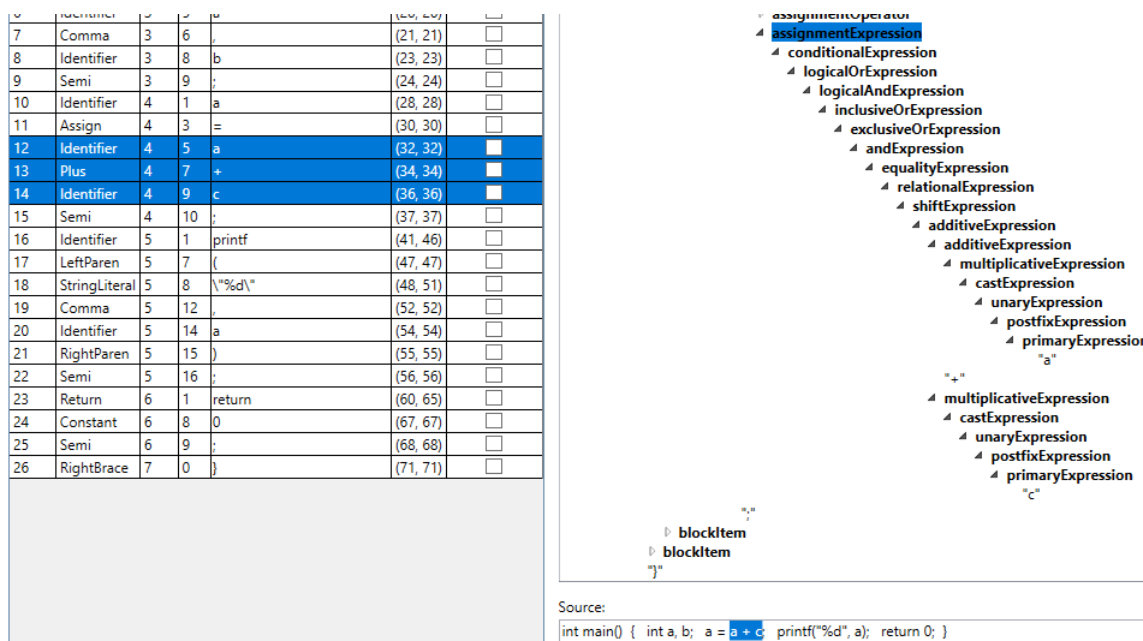 7 Comma 3 6 , (21, 21)
8 Identifier 3 8 b (23, 23)
9 Semi 3 9 ; (24, 24)
10 Identifier 4 1 a (28, 28)
11 Assign 4 3 = (30, 30)
12 Identifier 4 5 a (32, 32)
13 Plus 4 7 + (34, 34)
14 Identifier 4 9 c (36, 36)
15 Semi 4 10 ; (37, 37)
16 Identifier 5 1 printf (41, 46)
17 LeftParen 5 7 ( (47, 47)
18 StringLiteral 5 8 \"%d\" (48, 51)
19 Comma 5 12 , (52, 52)
20 Identifier 5 14 a (54, 54)
21 RightParen 5 15 ) (55, 55)
22 Semi 5 16 ; (56, 56)
23 Return 6 1 return (60, 65)
24 Constant 6 8 0 (67, 67)
25 Semi 6 9 ; (68, 68)
26 RightBrace 7 0 } (71, 71)
assignmentOperator
assignmentExpression
conditionalExpression
logicalOrExpression
logicalAndExpression
inclusiveOrExpression
exclusiveOrExpression
andExpression
equalityExpression
relationalExpression
shiftExpression
additiveExpression
additiveExpression
multiplicativeExpression
castExpression
unaryExpression
postfixExpression
primaryExpression
"a"
"+"
multiplicativeExpression
castExpression
unaryExpression
postfixExpression
primaryExpression
"c"
";"
blockItem
blockItem
"}"
Source:
int main() { int a, b; a = a + c; printf("%d", a); return 0; }